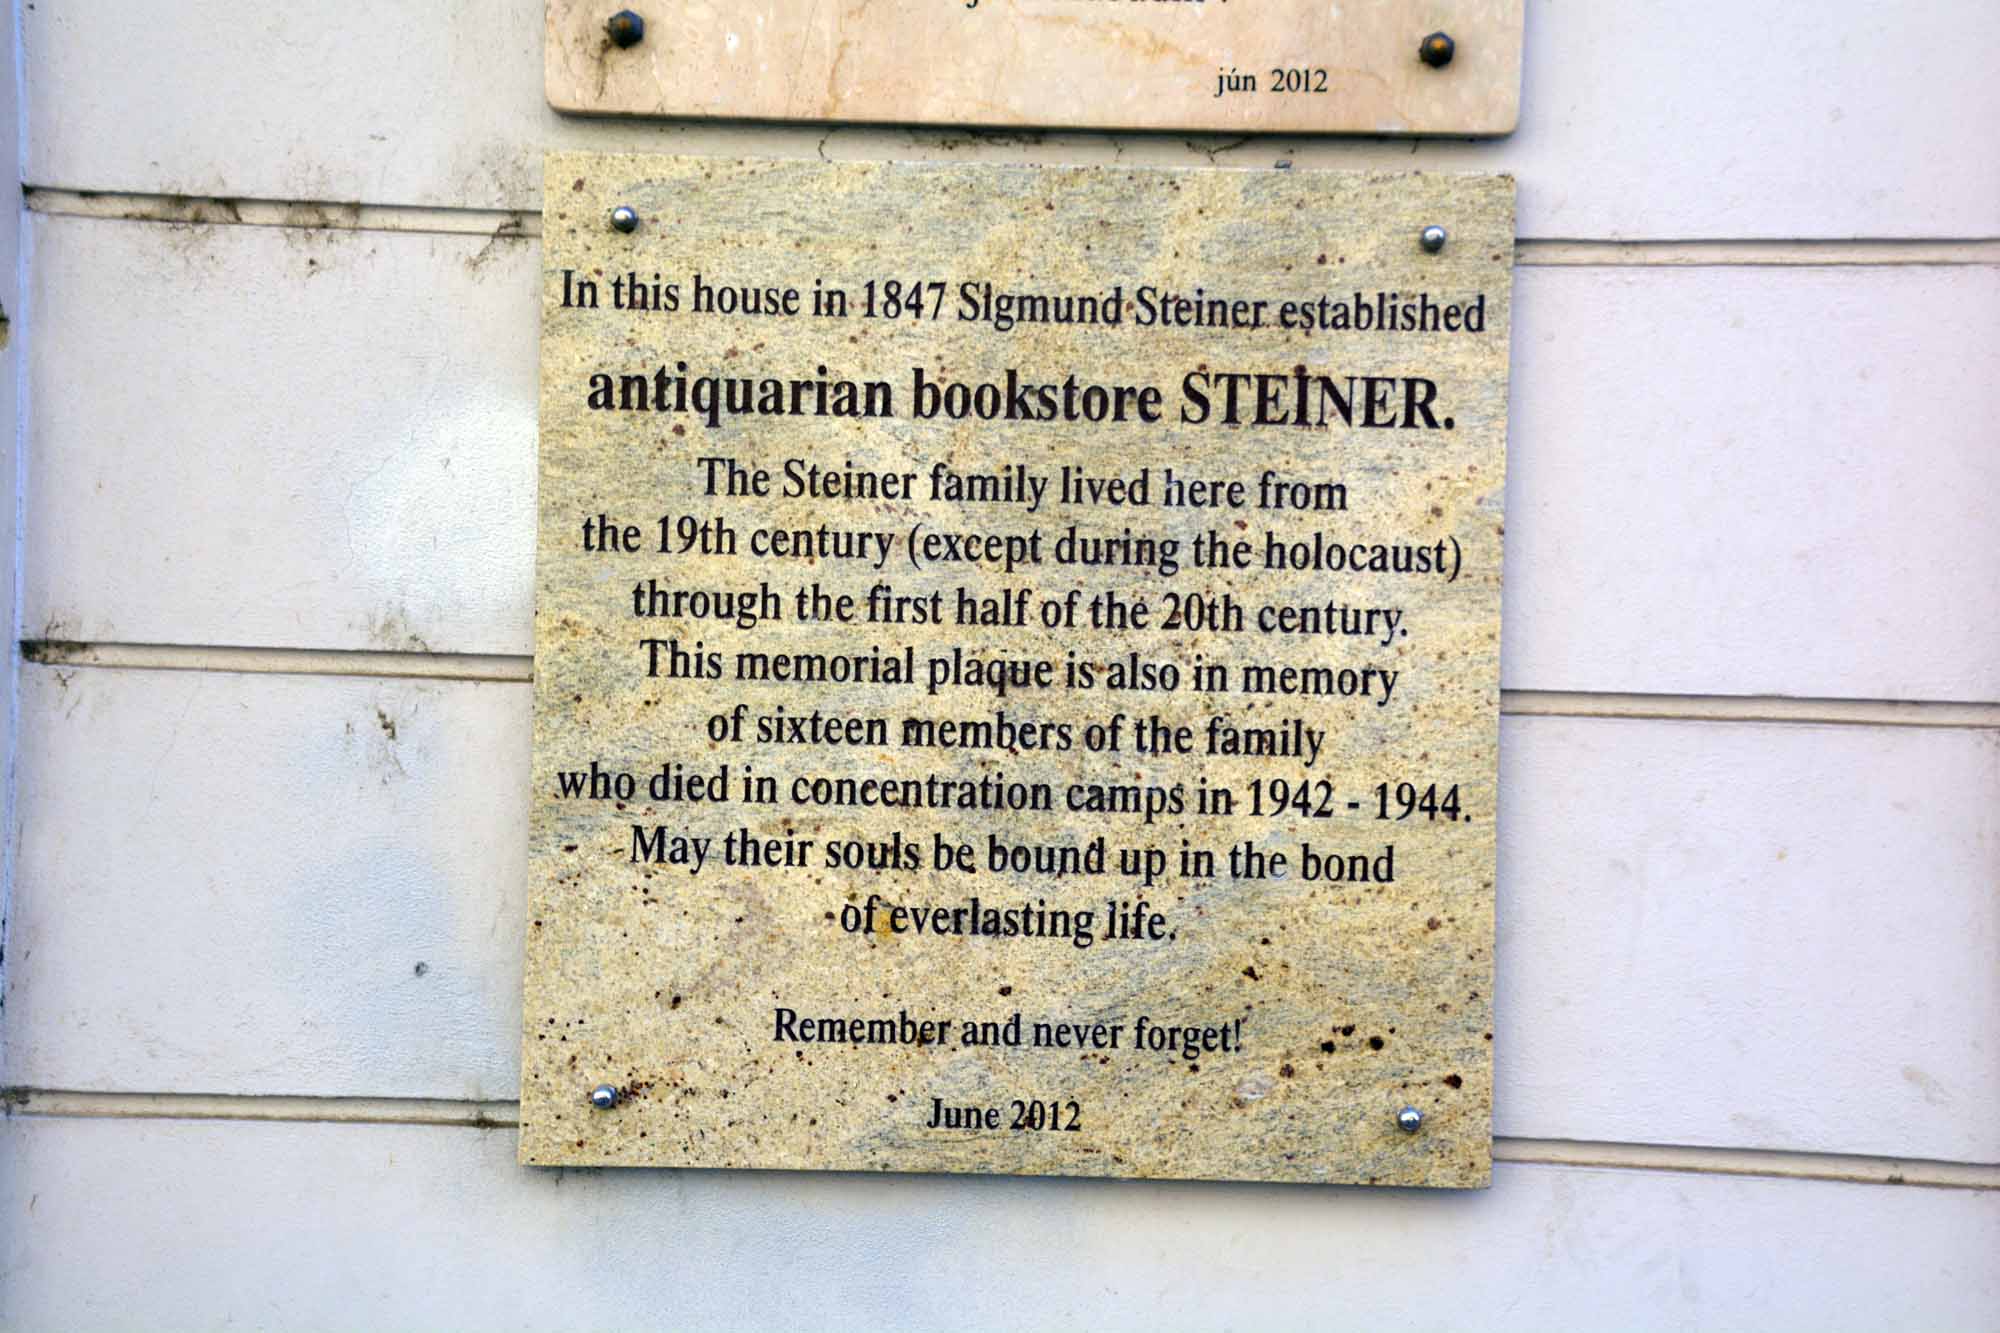 jún 2012
In this house in 1847 Sigmund Steiner established
antiquarian bookstore STEINER.
The Steiner family lived here from
the 19th century (except during the holocaust)
through the first half of the 20th century.
This memorial plaque is also in memory
of sixteen members of the family
who died in concentration camps in 1942 - 1944.
May their souls be bound up in the bond
of everlasting life.
Remember and never forget!
June 2012